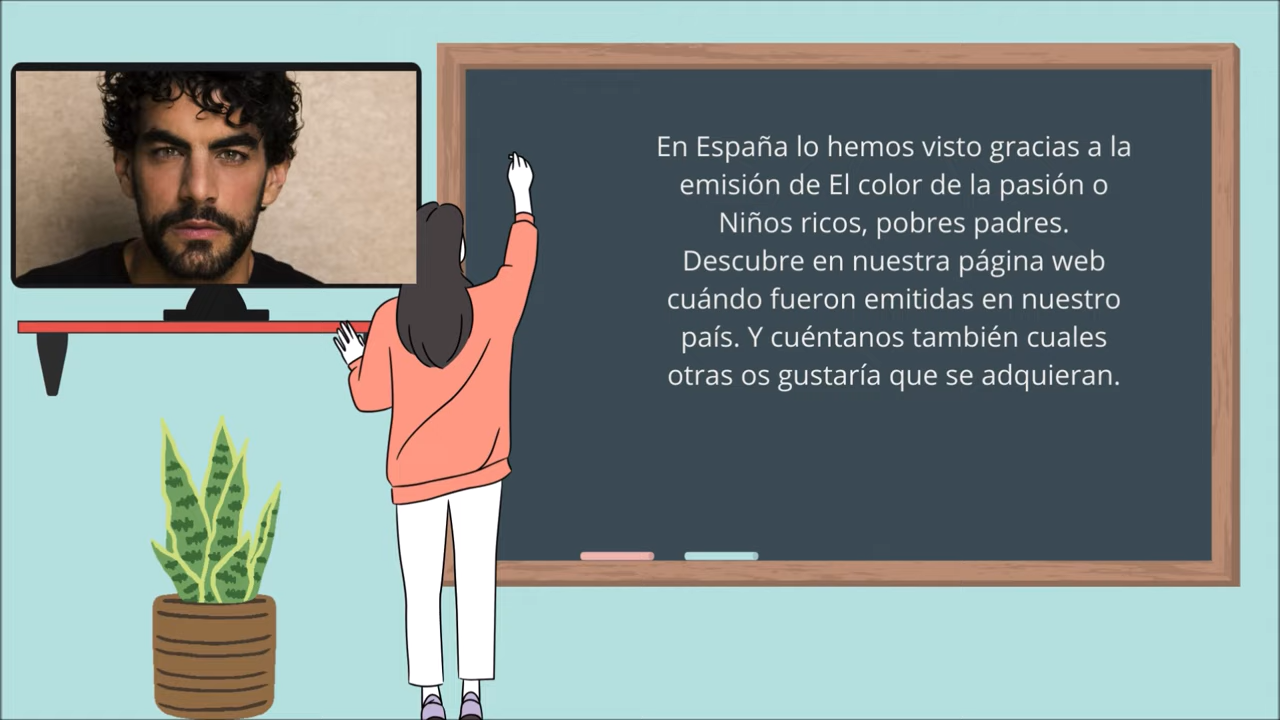 En España lo hemos visto gracias a la
emisión de El color de la pasión o
Niños ricos, pobres padres.
Descubre en nuestra página web
cuándo fueron emitidas en nuestro
país. Y cuéntanos también cuales
otras os gustaría que se adquieran.